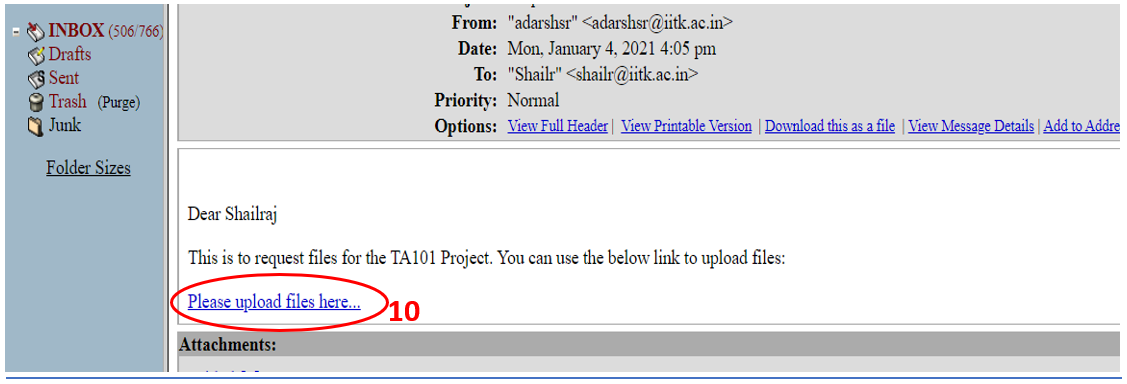 INBOX (506/766)
Drafts
Sent
Trash (Purge)
Junk
Folder Sizes
From: "adarshsr" <adarshsr@iitk.ac.in>
Date: Mon, January 4, 2021 4:05 pm
To: "Shailr" <shailr@iitk.ac.in>
Priority: Normal
Options: View Full Header | View Printable Version | Download this as a file | View Message Details | Add to Addre
Dear Shailraj
This is to request files for the TA101 Project. You can use the below link to upload files:
Please upload files here... 10
Attachments: